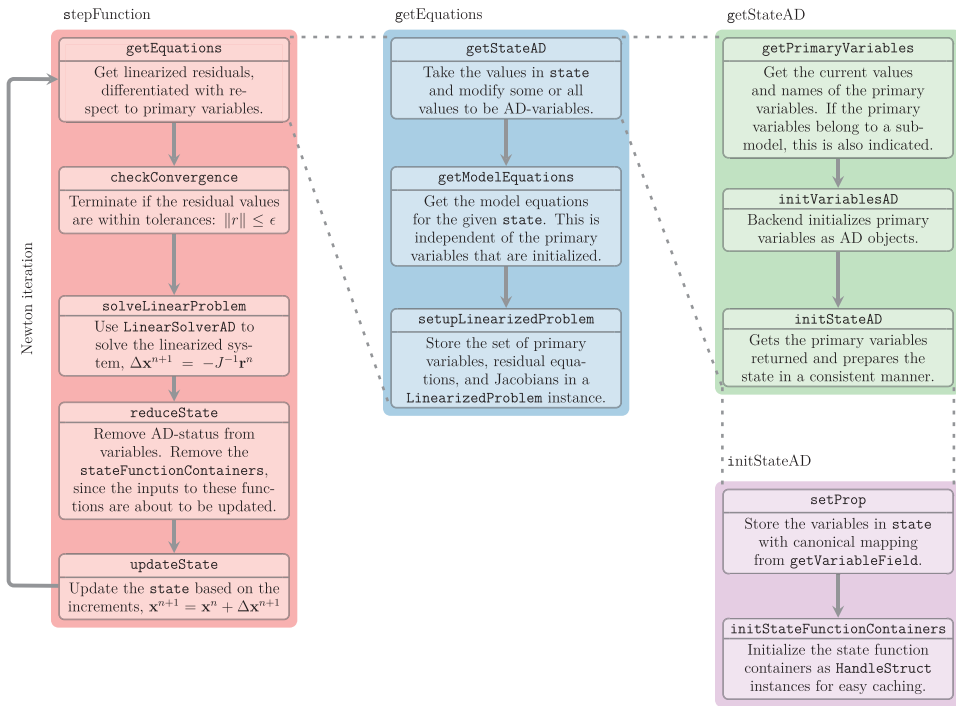 stepFunction
getEquations
Get linearized residuals,
differentiated with re-
spect to primary variables.
checkConvergence
Terminate if the residual values
are within tolerances: ‖r‖ ≤ ϵ
solveLinearProblem
Use LinearSolverAD to
solve the linearized sys-
tem, Δx^{n+1} = −J^{−1}r^n
reduceState
Remove AD-status from
variables. Remove the
stateFunctionContainers,
since the inputs to these func-
tions are about to be updated.
updateState
Update the state based on the
increments, x^{n+1} = x^n + Δx^{n+1}
Newton iteration
getEquations
getStateAD
Take the values in state
and modify some or all
values to be AD-variables.
getModelEquations
Get the model equations
for the given state. This is
independent of the primary
variables that are initialized.
setupLinearizedProblem
Store the set of primary
variables, residual equa-
tions, and Jacobians in a
LinearizedProblem instance.
getStateAD
getPrimaryVariables
Get the current values
and names of the primary
variables. If the primary
variables belong to a sub-
model, this is also indicated.
initVariablesAD
Backend initializes primary
variables as AD objects.
initStateAD
Gets the primary variables
returned and prepares the
state in a consistent manner.
initStateAD
setProp
Store the variables in state
with canonical mapping
from getVariableField.
initStateFunctionContainers
Initialize the state function
containers as HandleStruct
instances for easy caching.